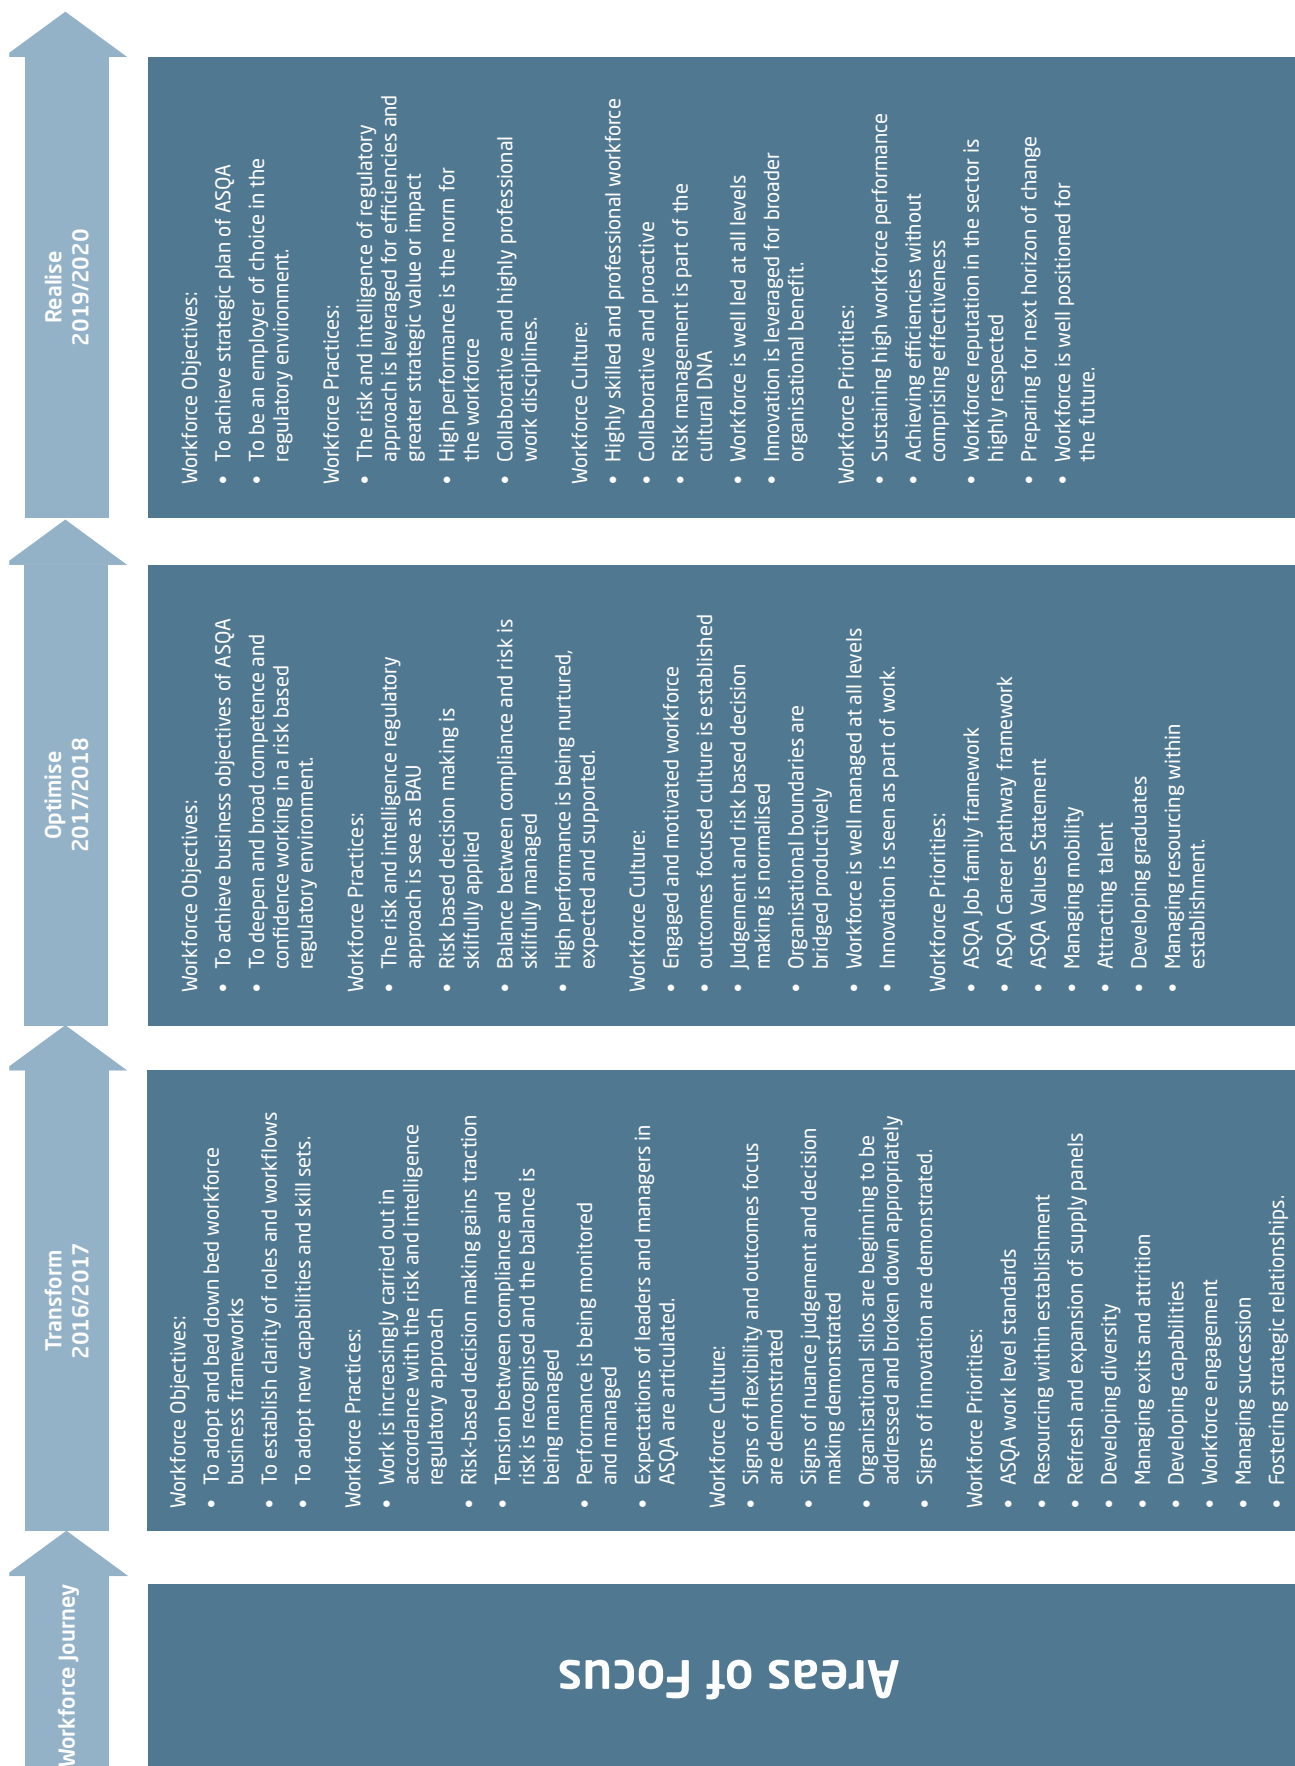 Workforce Journey
Areas of Focus
Transform
2016/2017
Workforce Objectives:
• To adopt and bed down bed workforce
business frameworks
• To establish clarity of roles and workflows
• To adopt new capabilities and skill sets.
Workforce Practices:
• Work is increasingly carried out in
accordance with the risk and intelligence
regulatory approach
• Risk-based decision making gains traction
• Tension between compliance and
risk is recognised and the balance is
being managed
• Performance is being monitored
and managed
• Expectations of leaders and managers in
ASQA are articulated.
Workforce Culture:
• Signs of flexibility and outcomes focus
are demonstrated
• Signs of nuance judgement and decision
making demonstrated
• Organisational silos are beginning to be
addressed and broken down appropriately
• Signs of innovation are demonstrated.
Workforce Priorities:
• ASQA work level standards
• Resourcing within establishment
• Refresh and expansion of supply panels
• Developing diversity
• Managing exits and attrition
• Developing capabilities
• Workforce engagement
• Managing succession
• Fostering strategic relationships.
Optimise
2017/2018
Workforce Objectives:
• To achieve business objectives of ASQA
• To deepen and broad competence and
confidence working in a risk based
regulatory environment.
Workforce Practices:
• The risk and intelligence regulatory
approach is see as BAU
• Risk based decision making is
skilfully applied
• Balance between compliance and risk is
skilfully managed
• High performance is being nurtured,
expected and supported.
Workforce Culture:
• Engaged and motivated workforce
• outcomes focused culture is established
• Judgement and risk based decision
making is normalised
• Organisational boundaries are
bridged productively
• Workforce is well managed at all levels
• Innovation is seen as part of work.
Workforce Priorities:
• ASQA Job family framework
• ASQA Career pathway framework
• ASQA Values Statement
• Managing mobility
• Attracting talent
• Developing graduates
• Managing resourcing within
establishment.
Realise
2019/2020
Workforce Objectives:
• To achieve strategic plan of ASQA
• To be an employer of choice in the
regulatory environment.
Workforce Practices:
• The risk and intelligence of regulatory
approach is leveraged for efficiencies and
greater strategic value or impact
• High performance is the norm for
the workforce
• Collaborative and highly professional
work disciplines.
Workforce Culture:
• Highly skilled and professional workforce
• Collaborative and proactive
• Risk management is part of the
cultural DNA
• Workforce is well led at all levels
• Innovation is leveraged for broader
organisational benefit.
Workforce Priorities:
• Sustaining high workforce performance
• Achieving efficiencies without
comprising effectiveness
• Workforce reputation in the sector is
highly respected
• Preparing for next horizon of change
• Workforce is well positioned for
the future.